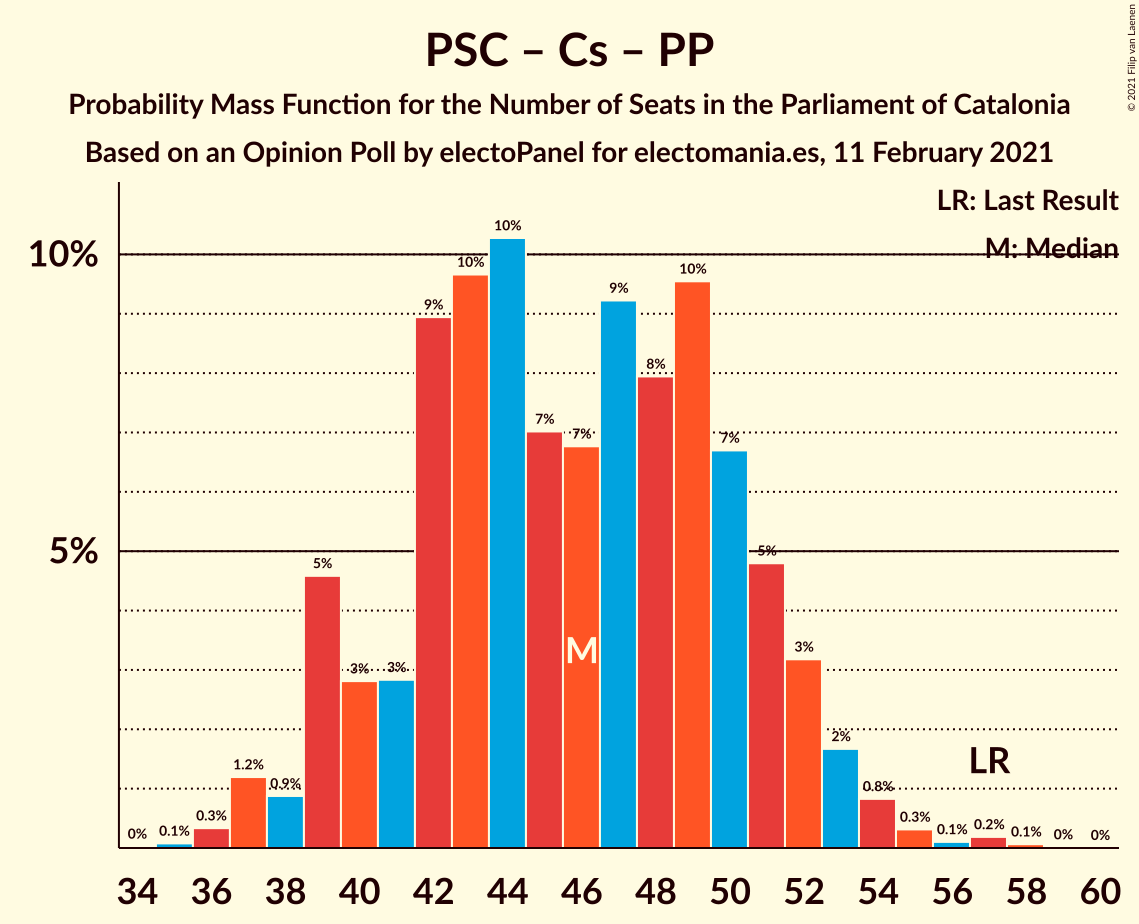 PSC – Cs – PP
Probability Mass Function for the Number of Seats in the Parliament of Catalonia
Based on an Opinion Poll by electoPanel for electomania.es, 11 February 2021
© 2021 Filip van Laenen
LR: Last Result
M: Median
10%
5%
0% 0.1% 0.3% 1.2% 0.9% 5% 3% 3% 9% 10% 10% 7% 7% 9% 8% 10% 7% 5% 3% 2% 0.8% 0.3% 0.1% 0.2% 0.1% 0% 0%
M
LR
34 36 38 40 42 44 46 48 50 52 54 56 58 60